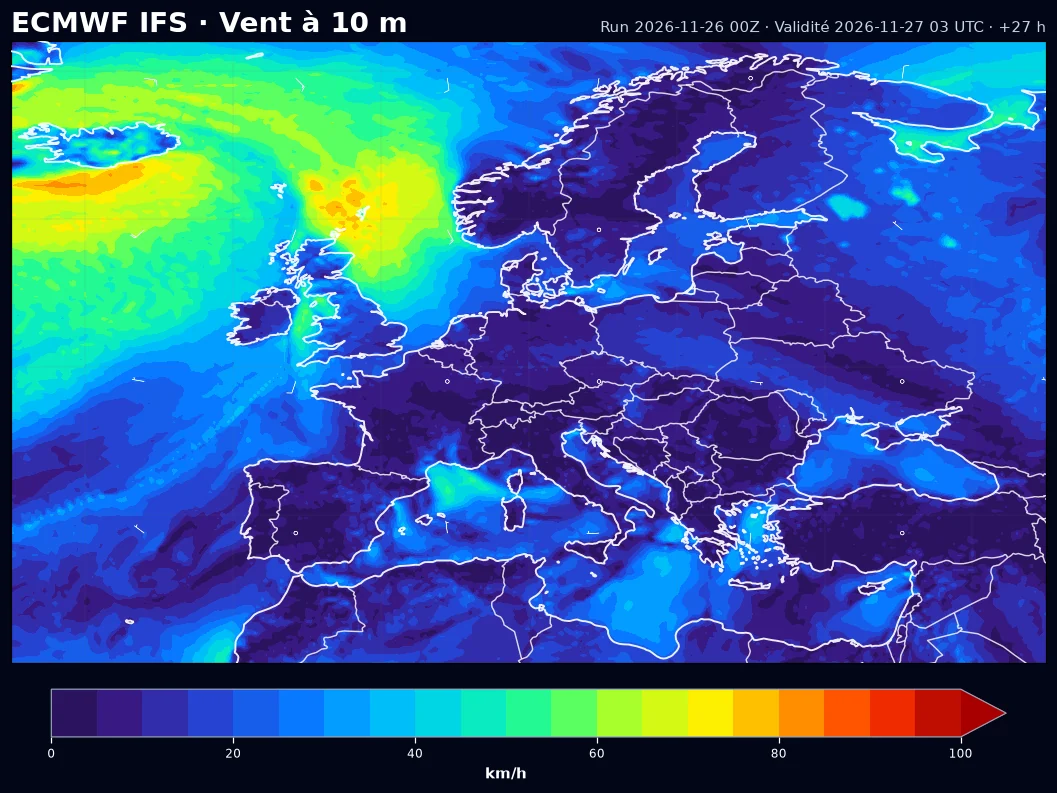 ECMWF IFS · Vent à 10 m
Run 2026-11-26 00Z · Validité 2026-11-27 03 UTC · +27 h
0 20 40 60 80 100
km/h